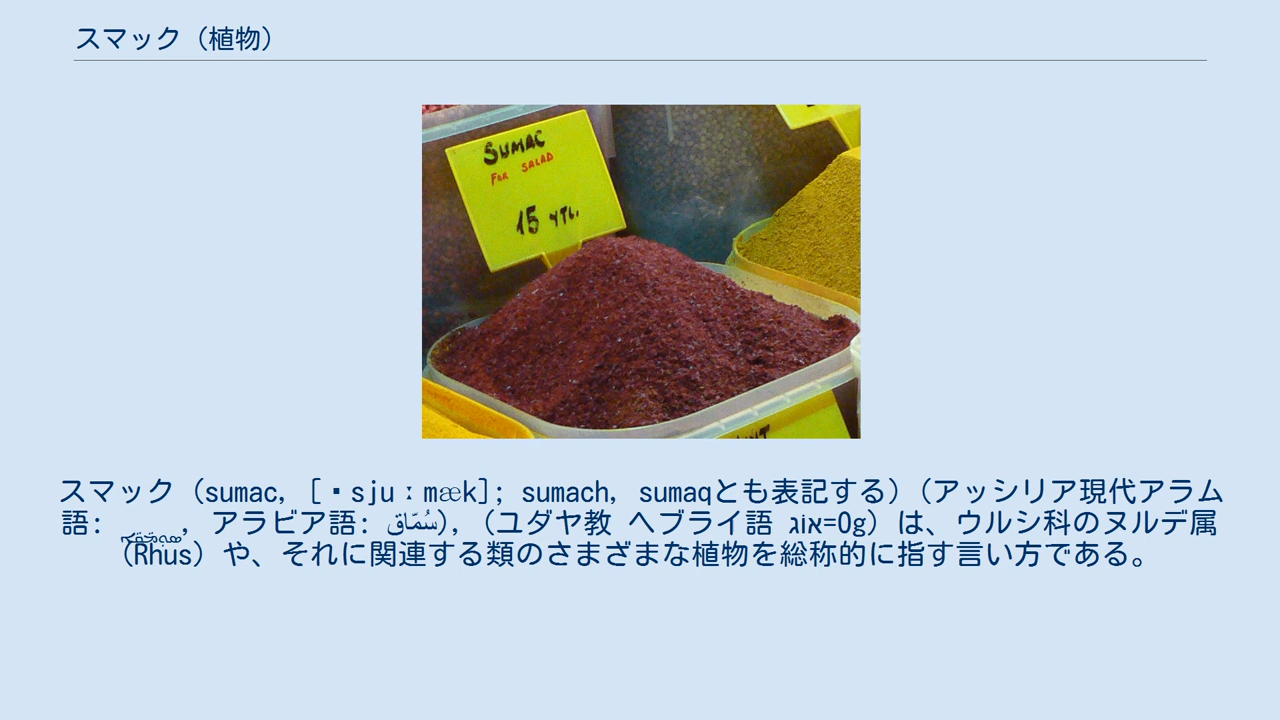 スマック（植物）
SUMAC
FOR SALAD
15 YTL.
スマック（sumac, [ˈsjuːmæk]; sumach, sumaqとも表記する）（アッシリア現代アラム
語: , アラビア語: سُمّاق), （ユダヤ教 ヘブライ語 אוֹג=Og）は、ウルシ科のヌルデ属
（Rhus）や、それに関連する類のさまざまな植物を総称的に指す言い方である。